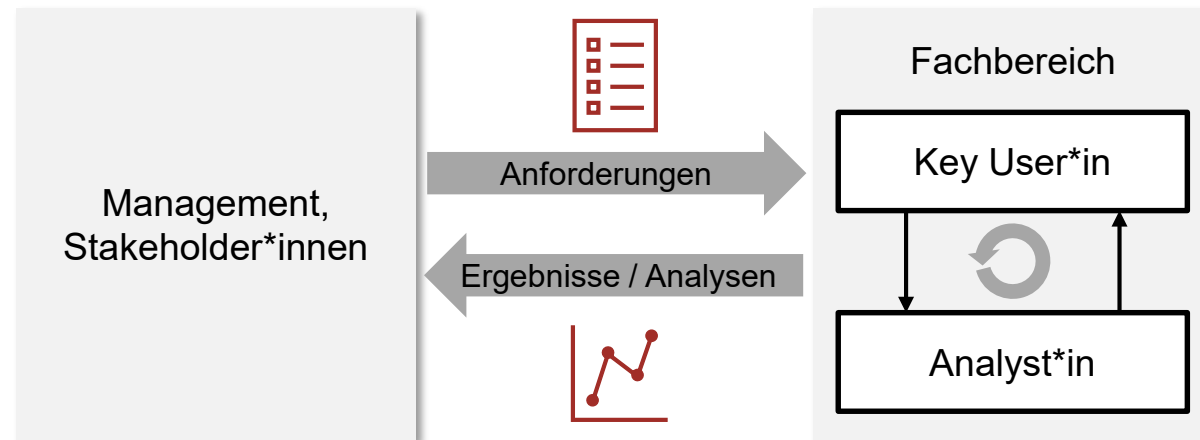 Management,
Stakeholder*innen
Anforderungen
Ergebnisse / Analysen
Fachbereich
Key User*in
Analyst*in